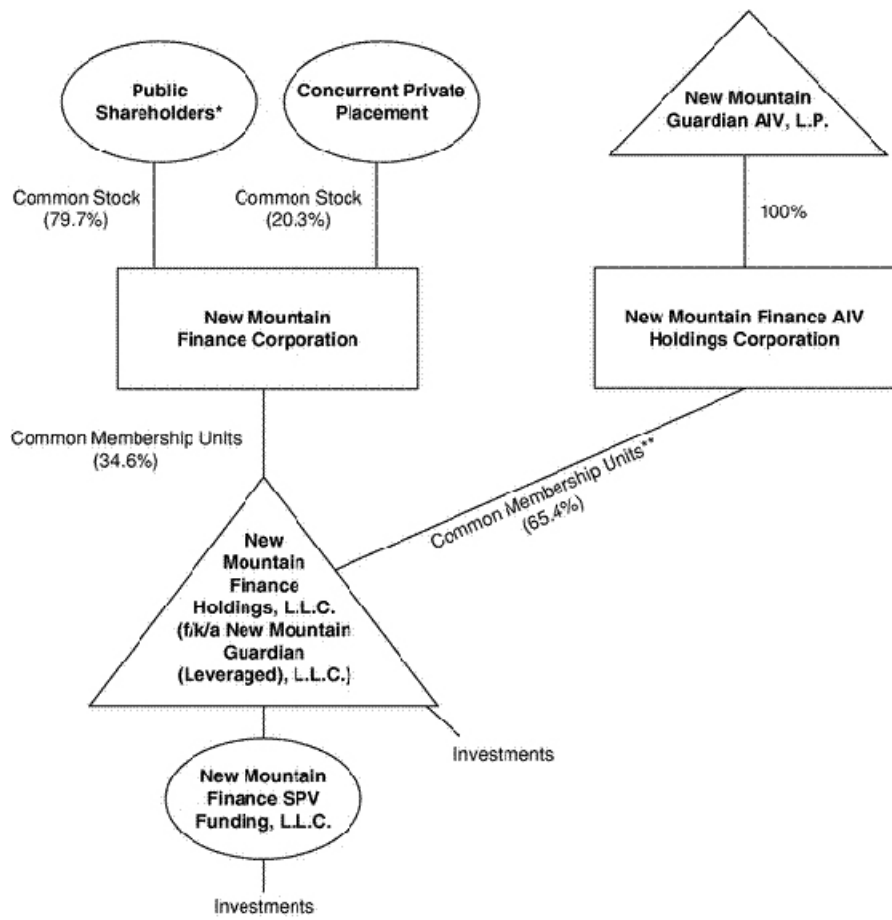 Public
Shareholders*
Concurrent Private
Placement
New Mountain
Guardian AIV, L.P.
Common Stock
(79.7%)
Common Stock
(20.3%)
100%
New Mountain
Finance Corporation
New Mountain Finance AIV
Holdings Corporation
Common Membership Units
(34.6%)
Common Membership Units**
(65.4%)
New
Mountain
Finance
Holdings, L.L.C.
(f/k/a New Mountain
Guardian
(Leveraged), L.L.C.)
Investments
New Mountain
Finance SPV
Funding, L.L.C.
Investments